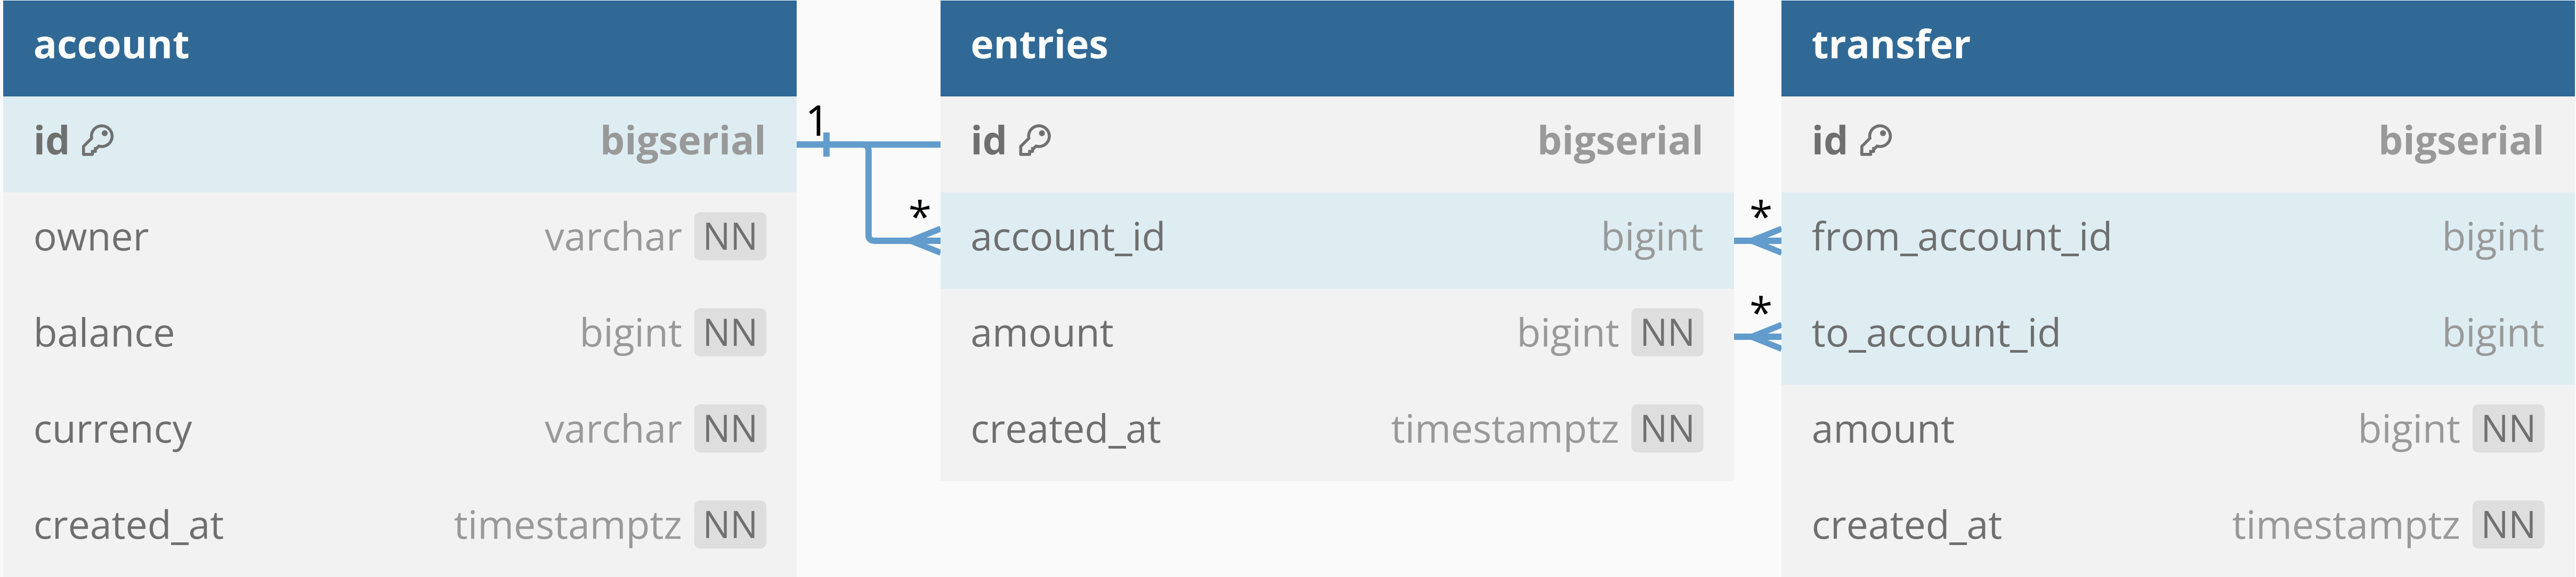 account
id bigserial
owner varchar NN
balance bigint NN
currency varchar NN
created_at timestamptz NN
1
*
entries
id bigserial
account_id bigint
amount bigint NN
created_at timestamptz NN
*
*
transfer
id bigserial
from_account_id bigint
to_account_id bigint
amount bigint NN
created_at timestamptz NN